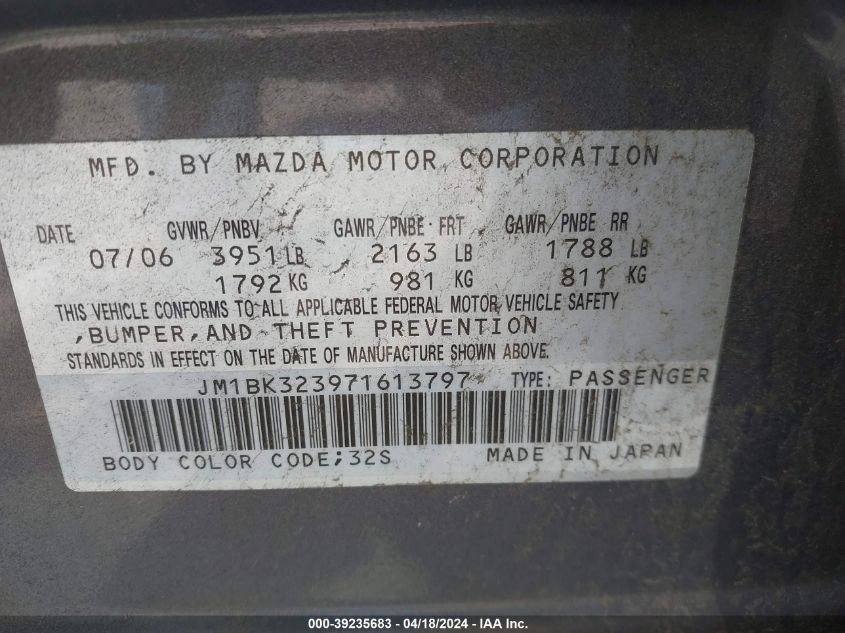 MFD. BY MAZDA MOTOR CORPORATION
DATE GVWR/PNBV GAWR/PNBE FRT GAWR/PNBE RR
07/06 3951 LB 2163 LB 1788 LB
1792 KG 981 KG 811 KG
THIS VEHICLE CONFORMS TO ALL APPLICABLE FEDERAL MOTOR VEHICLE SAFETY
,BUMPER,AND THEFT PREVENTION
STANDARDS IN EFFECT ON THE DATE OF MANUFACTURE SHOWN ABOVE.
JM1BK323971613797 TYPE: PASSENGER
BODY COLOR CODE;32S MADE IN JAPAN
000-39235683 - 04/18/2024 - IAA Inc.